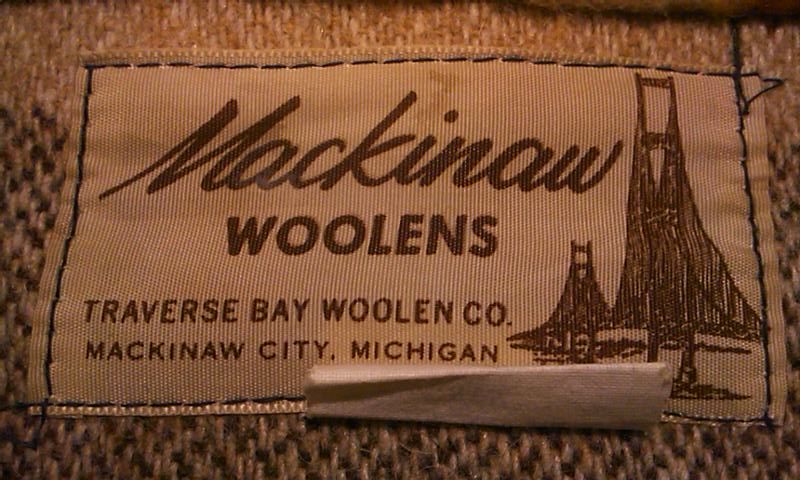 Mackinaw
WOOLENS
TRAVERSE BAY WOOLEN CO.
MACKINAW CITY, MICHIGAN